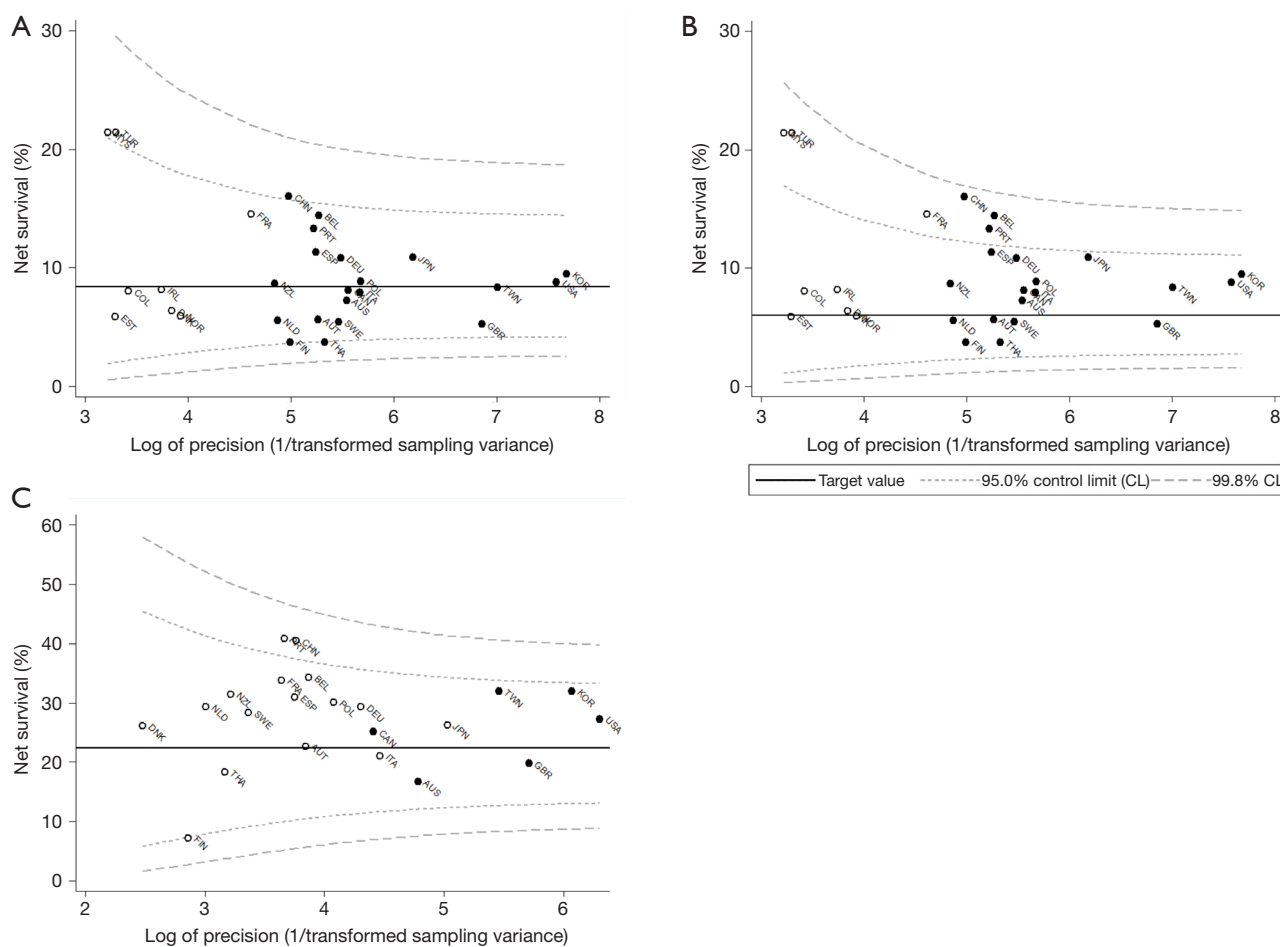 A
Net survival (%)
30
20
10
0
TUR
MYS
FRA
COL
IRL
EST
NOR
CHN
BEL
PRT
ESP
DEU
JPN
NZL
POL
ITA
CAN
AUS
NLD
AUT
SWE
FIN
THA
TWN
KOR
USA
GBR
3 4 5 6 7 8
Log of precision (1/transformed sampling variance)
B
Net survival (%)
30
20
10
0
TUR
MYS
FRA
COL
IRL
EST
NOR
CHN
BEL
PRT
ESP
DEU
JPN
NZL
POL
ITA
CAN
AUS
NLD
AUT
SWE
FIN
THA
TWN
KOR
USA
GBR
3 4 5 6 7 8
Log of precision (1/transformed sampling variance)
Target value 95.0% control limit (CL) 99.8% CL
C
Net survival (%)
60
50
40
30
20
10
0
PRT
CHN
FRA
BEL
ESP
NZL
NLD
SWE
DNK
POL
DEU
CAN
JPN
AUT
ITA
THA
AUS
FIN
TWN
KOR
USA
GBR
2 3 4 5 6
Log of precision (1/transformed sampling variance)